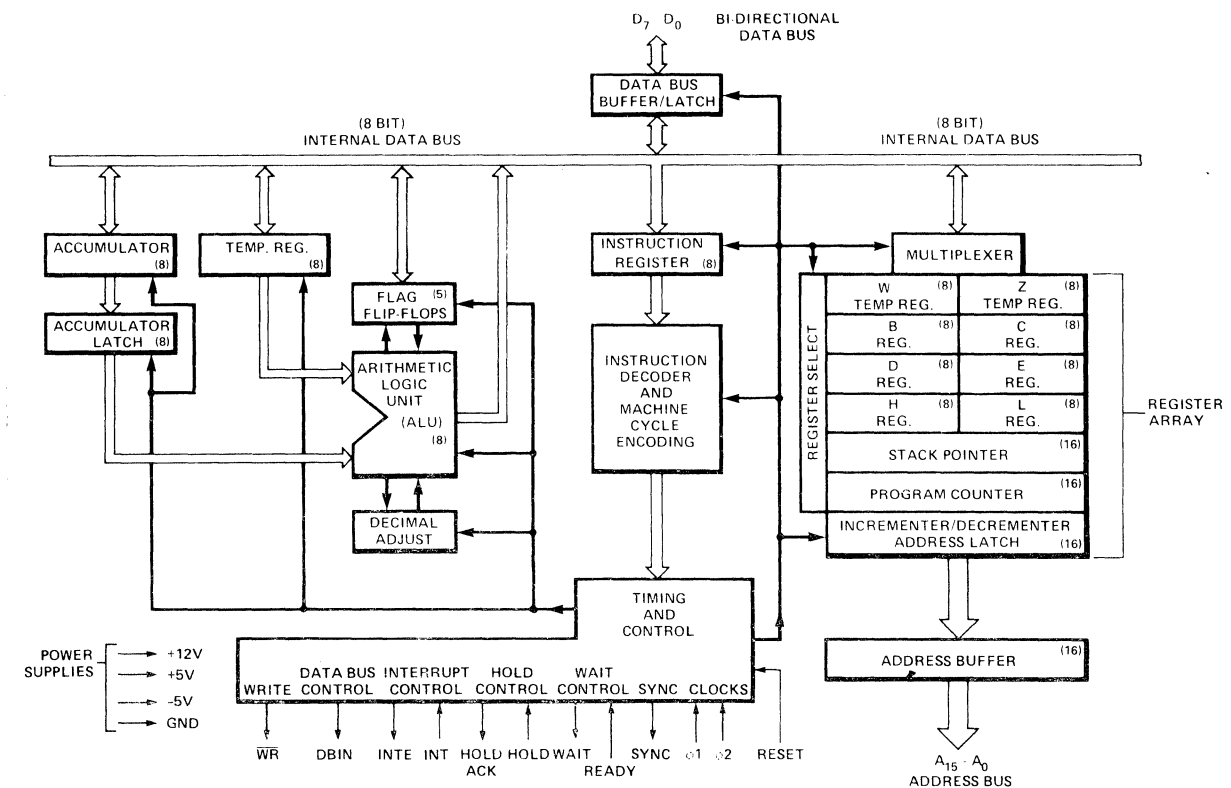 D7 D0 BI-DIRECTIONAL
DATA BUS
DATA BUS
BUFFER/LATCH
(8 BIT)
INTERNAL DATA BUS
(8 BIT)
INTERNAL DATA BUS
ACCUMULATOR
(8)
TEMP. REG.
(8)
INSTRUCTION
REGISTER (8)
MULTIPLEXER
ACCUMULATOR
LATCH (8)
FLAG (5)
FLIP-FLOPS
ARITHMETIC
LOGIC
UNIT
(ALU)
(8)
DECIMAL
ADJUST
INSTRUCTION
DECODER
AND
MACHINE
CYCLE
ENCODING
REGISTER SELECT
W (8)
TEMP REG.
Z (8)
TEMP REG.
B (8)
REG.
C (8)
REG.
D (8)
REG.
E (8)
REG.
H (8)
REG.
L (8)
REG.
STACK POINTER (16)
PROGRAM COUNTER (16)
INCREMENTER/DECREMENTER
ADDRESS LATCH (16)
REGISTER
ARRAY
TIMING
AND
CONTROL
POWER
SUPPLIES
+12V
+5V
-5V
GND
WRITE
DATA BUS
CONTROL
INTERRUPT
CONTROL
HOLD
CONTROL
WAIT
CONTROL
SYNC
CLOCKS
ADDRESS BUFFER (16)
WR
DBIN
INTE
INT
HOLD
ACK
HOLD
WAIT
READY
SYNC
φ1
φ2
RESET
A15 - A0
ADDRESS BUS